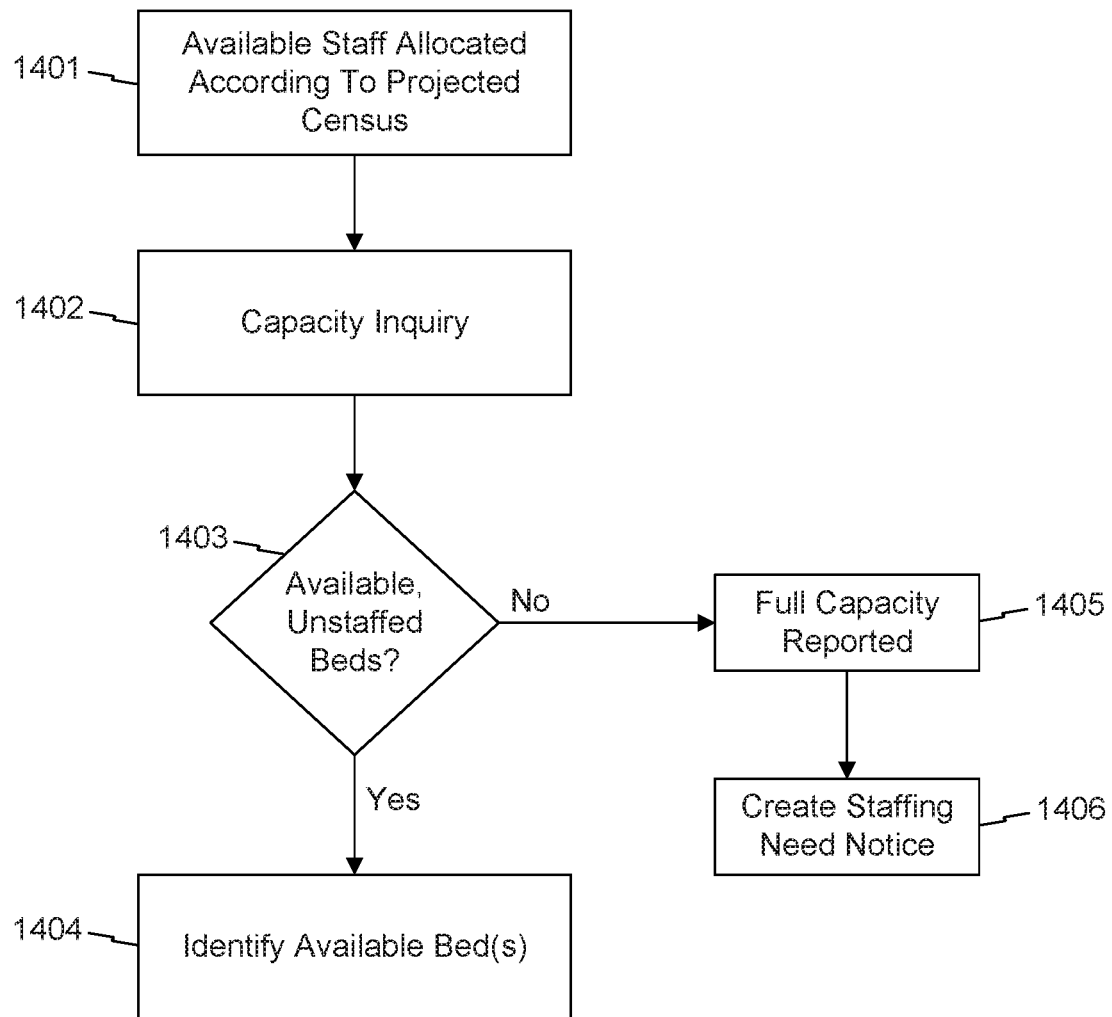 1401
Available Staff Allocated
According To Projected
Census
1402
Capacity Inquiry
1403
Available,
Unstaffed
Beds?
No
Full Capacity
Reported
1405
Yes
Create Staffing
Need Notice
1406
1404
Identify Available Bed(s)